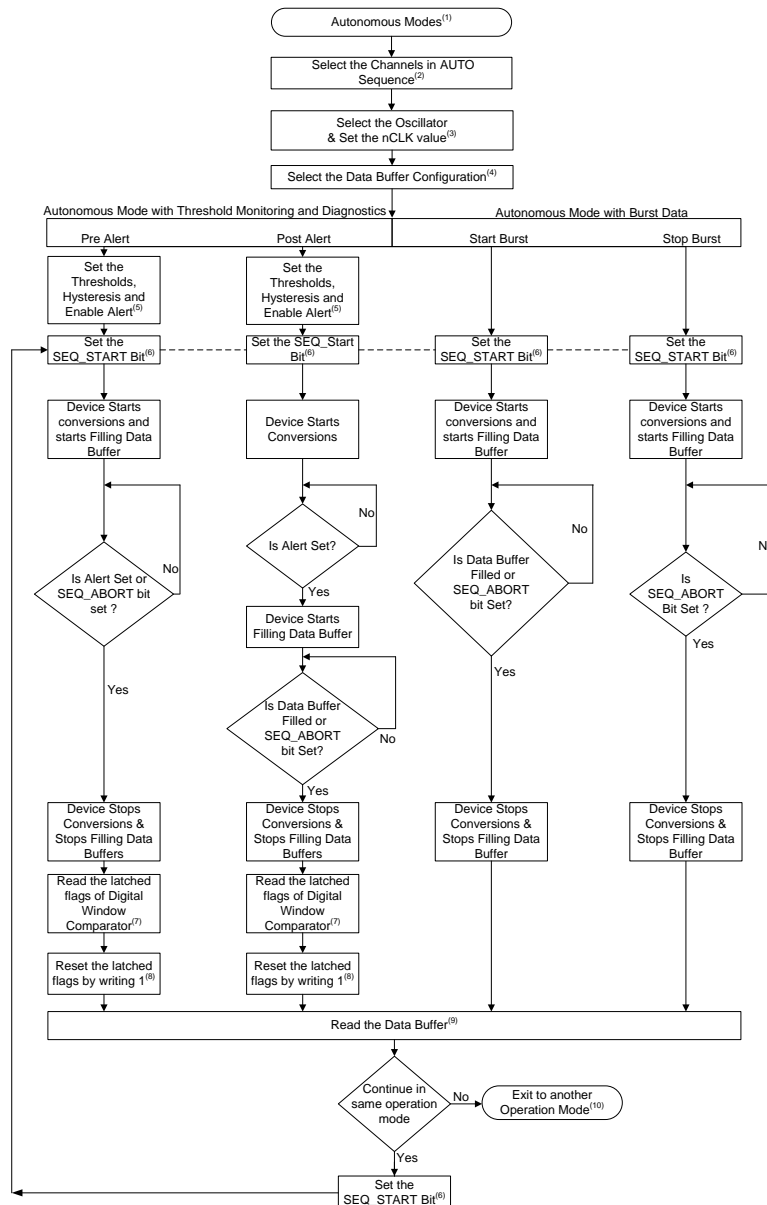 Autonomous Modes(1)
Select the Channels in AUTO
Sequence(2)
Select the Oscillator
& Set the nCLK value(3)
Select the Data Buffer Configuration(4)
Autonomous Mode with Threshold Monitoring and Diagnostics
Autonomous Mode with Burst Data
Pre Alert
Post Alert
Start Burst
Stop Burst
Set the
Thresholds,
Hysteresis and
Enable Alert(5)
Set the
Thresholds,
Hysteresis and
Enable Alert(5)
Set the
SEQ_START Bit(6)
Set the SEQ_Start
Bit(6)
Set the
SEQ_START Bit(6)
Set the
SEQ_START Bit(6)
Device Starts
conversions and
starts Filling Data
Buffer
Device Starts
Conversions
Device Starts
conversions and
starts Filling Data
Buffer
Device Starts
conversions and
starts Filling Data
Buffer
Is Alert Set or
SEQ_ABORT bit
set ?
No
Yes
Is Alert Set?
No
Yes
Device Starts
Filling Data Buffer
Is Data Buffer
Filled or
SEQ_ABORT
bit Set?
No
Yes
Is Data Buffer
Filled or
SEQ_ABORT
bit Set?
No
Yes
Is
SEQ_ABORT
Bit Set ?
Yes
Device Stops
Conversions &
Stops Filling Data
Buffers
Device Stops
Conversions &
Stops Filling Data
Buffers
Device Stops
Conversions &
Stops Filling Data
Buffer
Device Stops
Conversions &
Stops Filling Data
Buffer
Read the latched
flags of Digital
Window
Comparator(7)
Read the latched
flags of Digital
Window
Comparator(7)
Reset the latched
flags by writing 1(8)
Reset the latched
flags by writing 1(8)
Read the Data Buffer(9)
Continue in
same operation
mode
No
Exit to another
Operation Mode(10)
Yes
Set the
SEQ_START Bit(6)